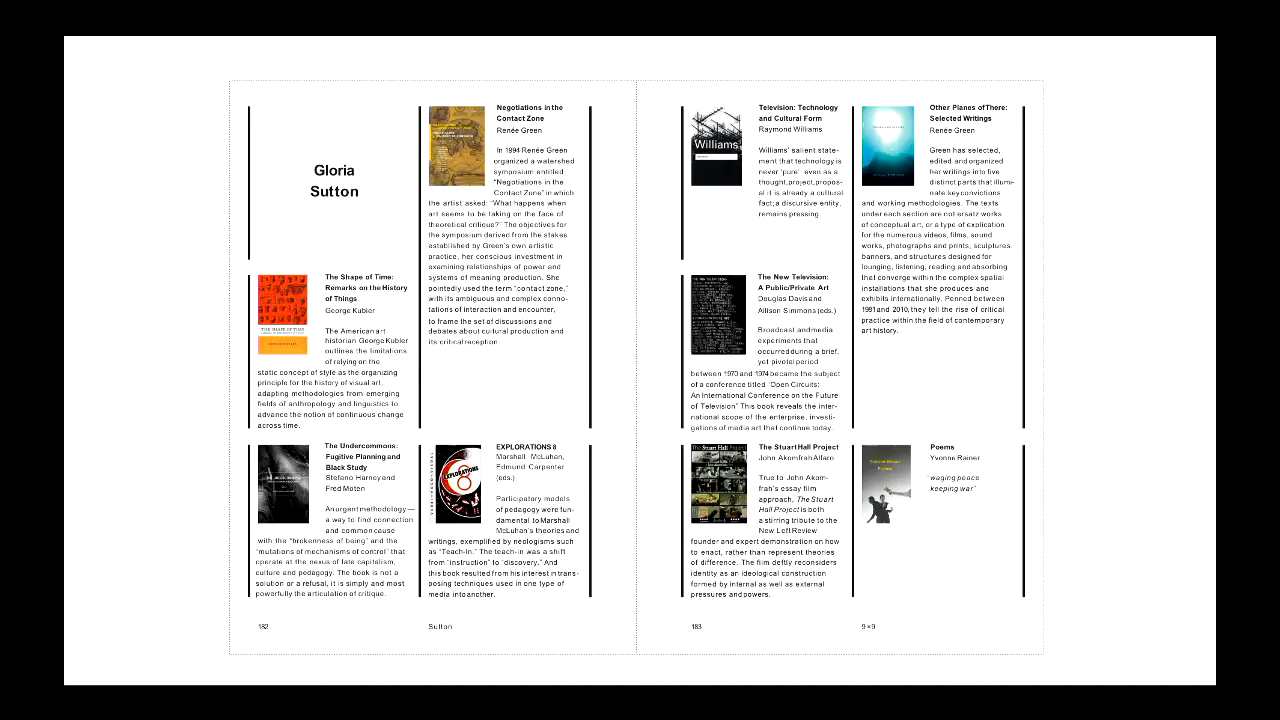 Gloria
Sutton
The Shape of Time:
Remarks on the History
of Things
George Kubler
THE SHAPE OF TIME
The American art
historian George Kubler
outlines the limitations
of relying on the
static concept of style as the organizing
principle for the history of visual art,
adapting methodologies from emerging
fields of anthropology and linguistics to
advance the notion of continuous change
across time.
The Undercommons:
Fugitive Planning and
Black Study
Stefano Harney and
Fred Moten
An urgent methodology —
a way to find connection
and common cause
with the “brokenness of being” and the
“mutations of mechanisms of control” that
operate at the nexus of late capitalism,
culture and pedagogy. The book is not a
solution or a refusal, it is simply and most
powerfully the articulation of critique.
182
Negotiations in the
Contact Zone
Renée Green
In 1994 Renée Green
organized a watershed
symposium entitled
“Negotiations in the
Contact Zone” in which
the artist asked: “What happens when
art seems to be taking on the face of
theoretical critique?” The objectives for
the symposium derived from the stakes
established by Green’s own artistic
practice, her conscious investment in
examining relationships of power and
systems of meaning production. She
pointedly used the term “contact zone,”
with its ambiguous and complex conno-
tations of interaction and encounter,
to frame the set of discussions and
debates about cultural production and
its critical reception.
EXPLORATIONS
EXPLORATIONS 8
Marshall McLuhan,
Edmund Carpenter
(eds.)
Participatory models
of pedagogy were fun-
damental to Marshall
McLuhan’s theories and
writings, exemplified by neologisms such
as “Teach-In.” The teach-in was a shift
from “instruction” to “discovery.” And
this book resulted from his interest in trans-
posing techniques used in one type of
media into another.
Sutton
Williams
Television: Technology
and Cultural Form
Raymond Williams
Williams’ salient state-
ment that technology is
never ‘pure’ even as a
thought, project, propos-
al it is already a cultural
fact; a discursive entity,
remains pressing
The New Television:
A Public/Private Art
Douglas Davis and
Allison Simmons (eds.)
Broadcast and media
experiments that
occurred during a brief,
yet pivotal period
between 1970 and 1974 became the subject
of a conference titled ‘Open Circuits:
An International Conference on the Future
of Television” This book reveals the inter-
national scope of the enterprise, investi-
gations of media art that continue today.
The Stuart Hall Project
The Stuart Hall Project
John Akomfrah Alfaro
True to John Akom-
frah’s essay film
approach, The Stuart
Hall Project is both
a stirring tribute to the
New Left Review
founder and expert demonstration on how
to enact, rather than represent theories
of difference. The film deftly reconsiders
identity as an ideological construction
formed by internal as well as external
pressures and powers.
183
Other Planes of There:
Selected Writings
Renée Green
Green has selected,
edited and organized
her writings into five
distinct parts that illumi-
nate key convictions
and working methodologies. The texts
under each section are not ersatz works
of conceptual art, or a type of explication
for the numerous videos, films, sound
works, photographs and prints, sculptures,
banners, and structures designed for
lounging, listening, reading and absorbing
that converge within the complex spatial
installations that she produces and
exhibits internationally. Penned between
1981 and 2010, they tell the rise of critical
practice within the field of contemporary
art history.
Yvonne Rainer
Poems
Poems
Yvonne Rainer
“waging peace
keeping war”
9×9